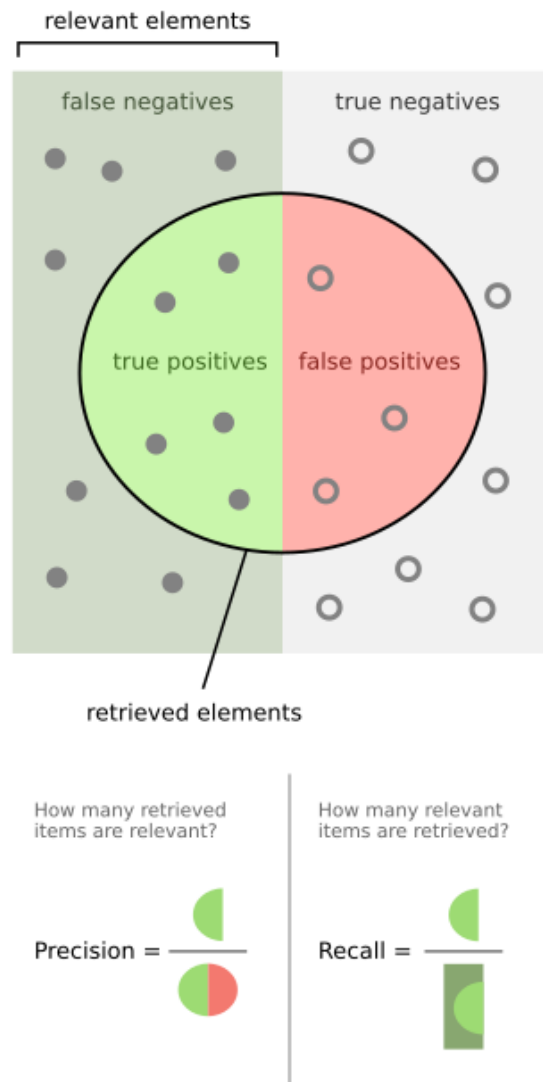 relevant elements
false negatives
true negatives
true positives
false positives
retrieved elements
How many retrieved
items are relevant?
Precision =
How many relevant
items are retrieved?
Recall =